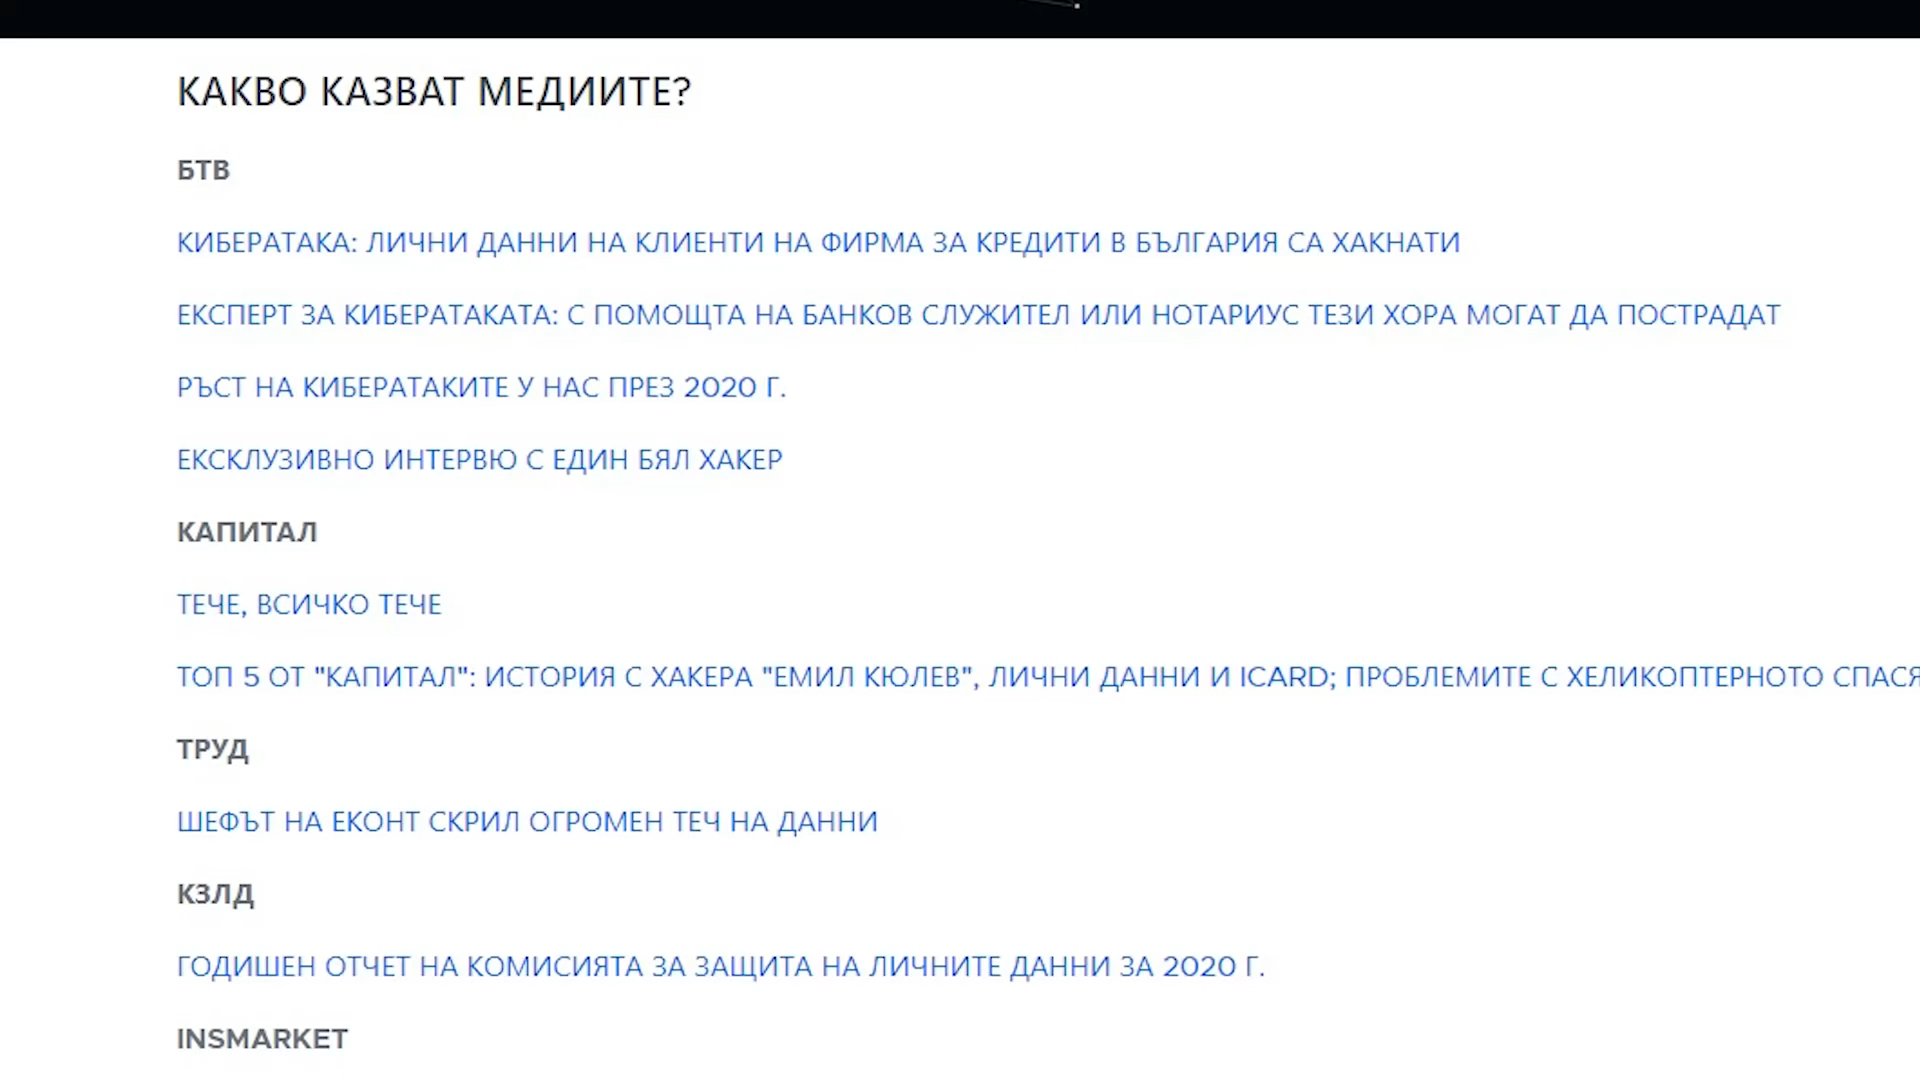 КАКВО КАЗВАТ МЕДИИТЕ?
БТВ
КИБЕРАТАКА: ЛИЧНИ ДАННИ НА КЛИЕНТИ НА ФИРМА ЗА КРЕДИТИ В БЪЛГАРИЯ СА ХАКНАТИ
ЕКСПЕРТ ЗА КИБЕРАТАКАТА: С ПОМОЩТА НА БАНКОВ СЛУЖИТЕЛ ИЛИ НОТАРИУС ТЕЗИ ХОРА МОГАТ ДА ПОСТРАДАТ
РЪСТ НА КИБЕРАТАКИТЕ У НАС ПРЕЗ 2020 Г.
ЕКСКЛУЗИВНО ИНТЕРВЮ С ЕДИН БЯЛ ХАКЕР
КАПИТАЛ
ТЕЧЕ, ВСИЧКО ТЕЧЕ
ТОП 5 ОТ "КАПИТАЛ": ИСТОРИЯ С ХАКЕРА "ЕМИЛ КЮЛЕВ", ЛИЧНИ ДАННИ И ICARD; ПРОБЛЕМИТЕ С ХЕЛИКОПТЕРНОТО СПАСЯ
ТРУД
ШЕФЪТ НА ЕКОНТ СКРИЛ ОГРОМЕН ТЕЧ НА ДАННИ
КЗЛД
ГОДИШЕН ОТЧЕТ НА КОМИСИЯТА ЗА ЗАЩИТА НА ЛИЧНИТЕ ДАННИ ЗА 2020 Г.
INSMARKET